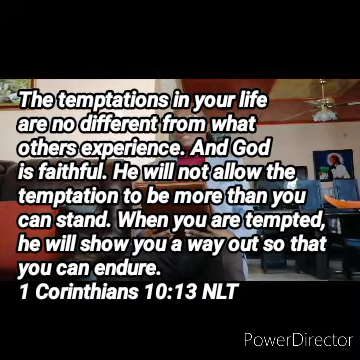 The temptations in your life
are no different from what
others experience. And God
is faithful. He will not allow the
temptation to be more than you
can stand. When you are tempted,
he will show you a way out so that
you can endure.
1 Corinthians 10:13 NLT
PowerDirector